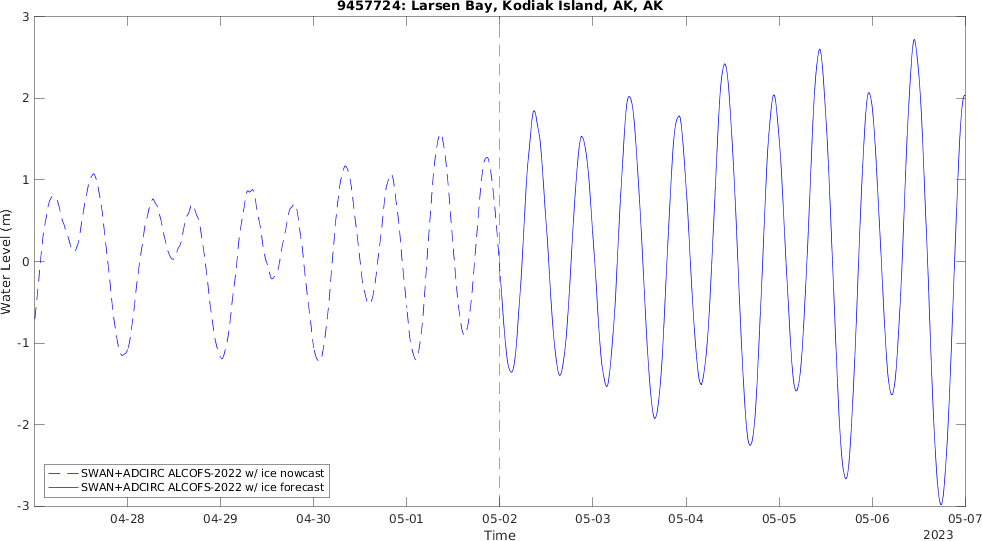 9457724: Larsen Bay, Kodiak Island, AK, AK
3
2
1
0
-1
-2
-3
Water Level (m)
SWAN+ADCIRC ALCOFS-2022 w/ ice nowcast
SWAN+ADCIRC ALCOFS-2022 w/ ice forecast
04-28 04-29 04-30 05-01 05-02 05-03 05-04 05-05 05-06 05-07
Time
2023